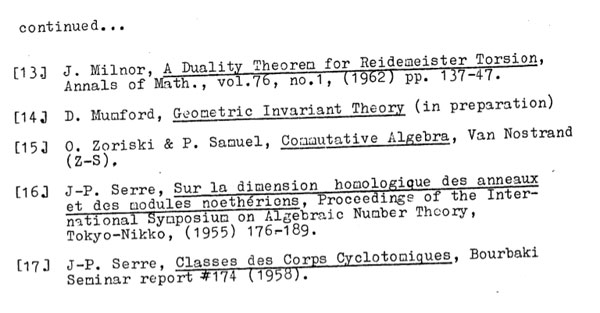 continued...
[13] J. Milnor, A Duality Theorem for Reidemeister Torsion,
Annals of Math., vol.76, no.1, (1962) pp. 137-47.
[14] D. Mumford, Geometric Invariant Theory (in preparation)
[15] O. Zoriski & P. Samuel, Commutative Algebra, Van Nostrand
(Z-S).
[16] J-P. Serre, Sur la dimension homologique des anneaux
et des modules noethériens, Proceedings of the Inter-
national Symposium on Algebraic Number Theory,
Tokyo-Nikko, (1955) 176-189.
[17] J-P. Serre, Classes des Corps Cyclotomiques, Bourbaki
Seminar report #174 (1958).